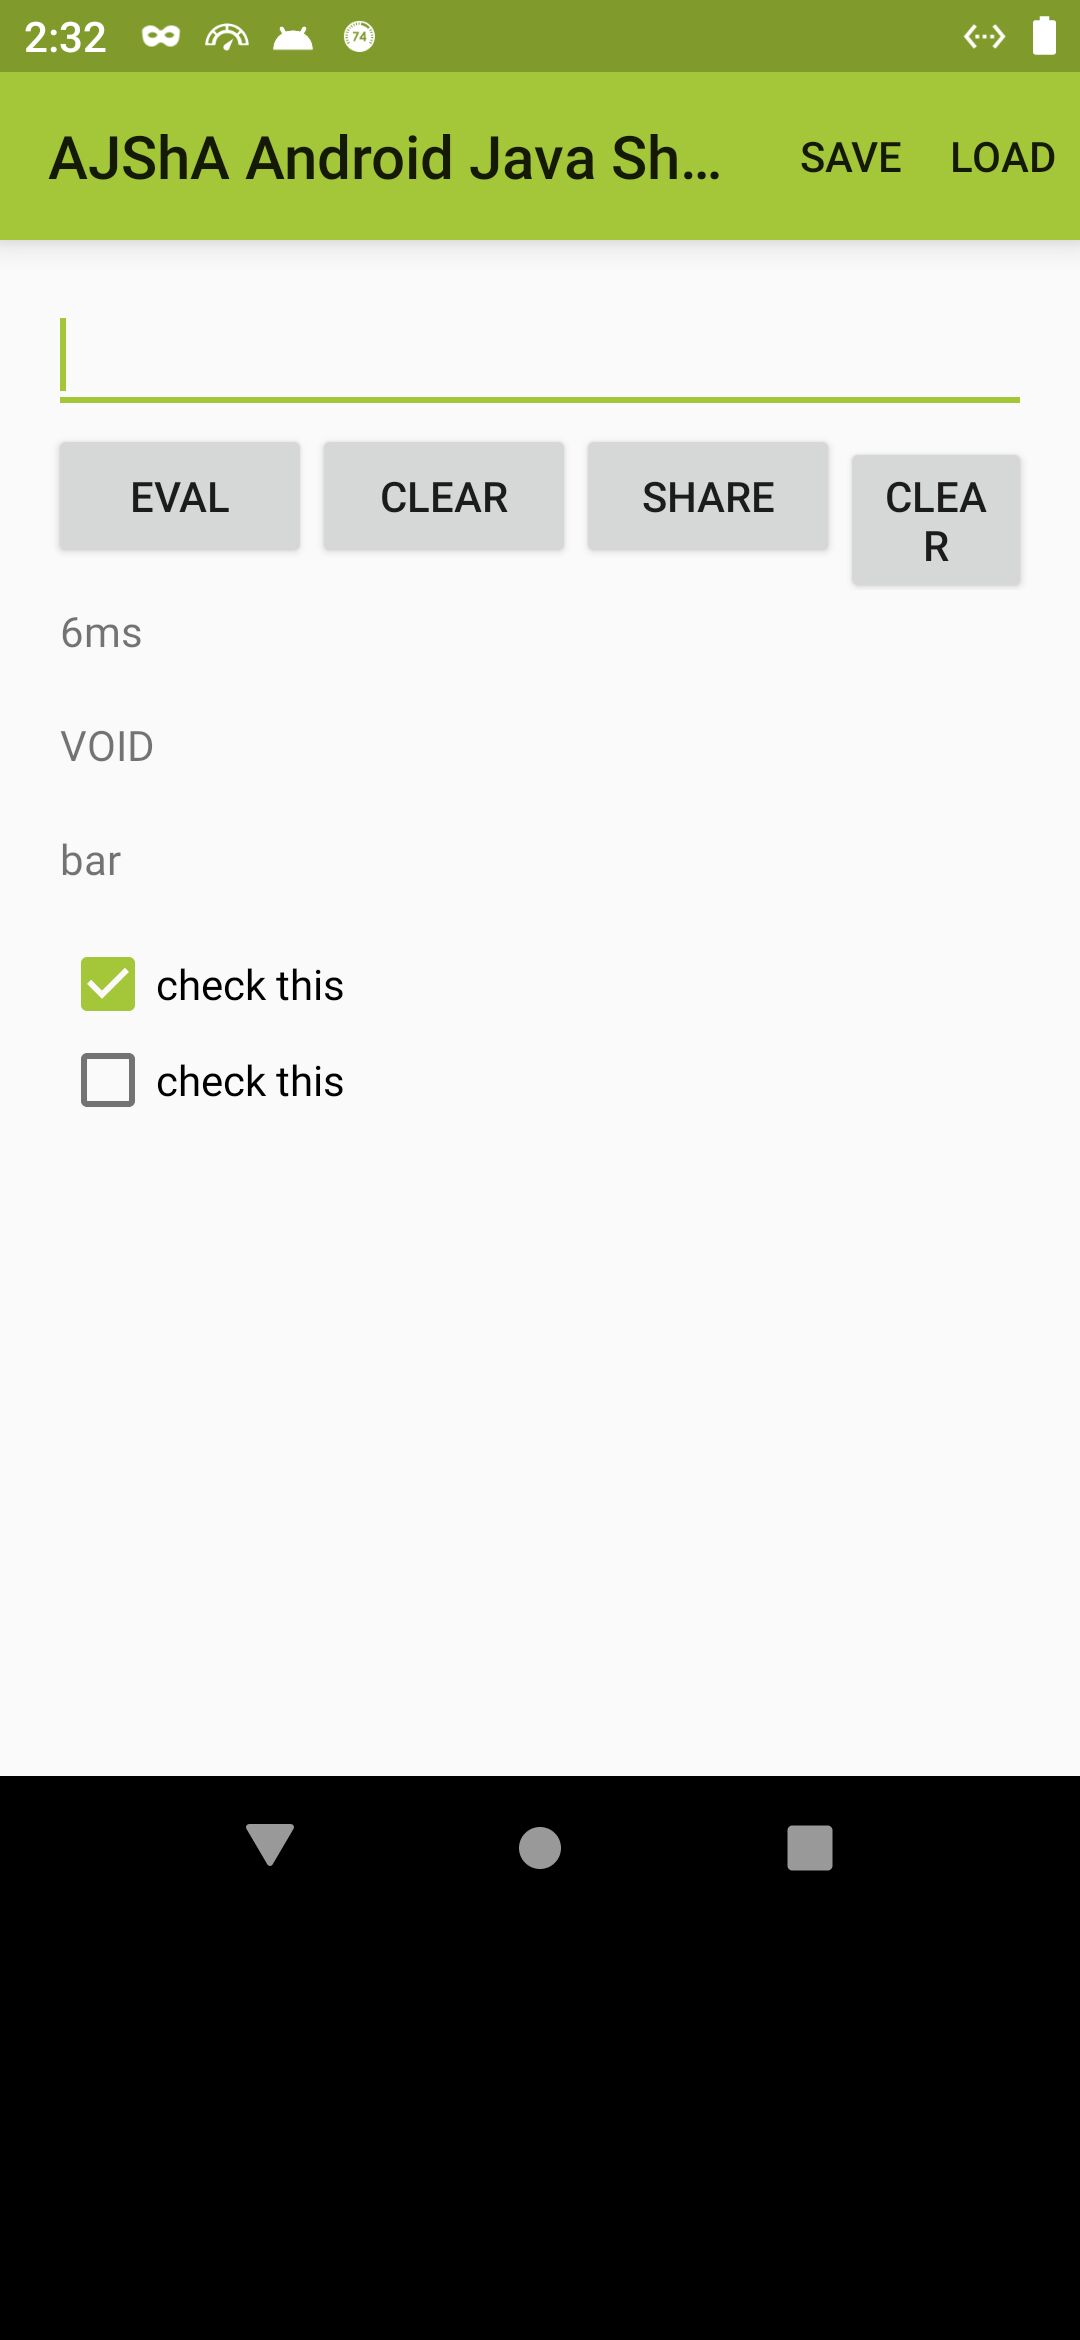 2:32 74
AJShA Android Java Sh... SAVE LOAD
EVAL CLEAR SHARE CLEA
R
6ms
VOID
bar
check this
check this